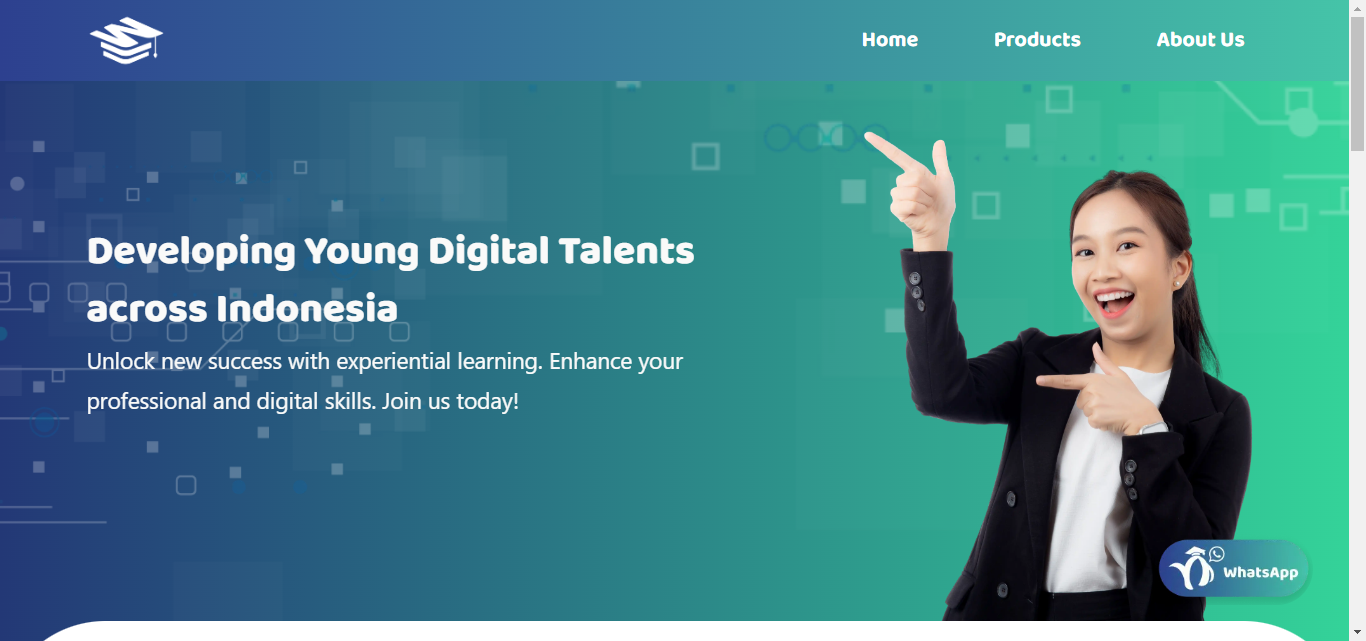 Home Products About Us
Developing Young Digital Talents
across Indonesia
Unlock new success with experiential learning. Enhance your
professional and digital skills. Join us today!
WhatsApp